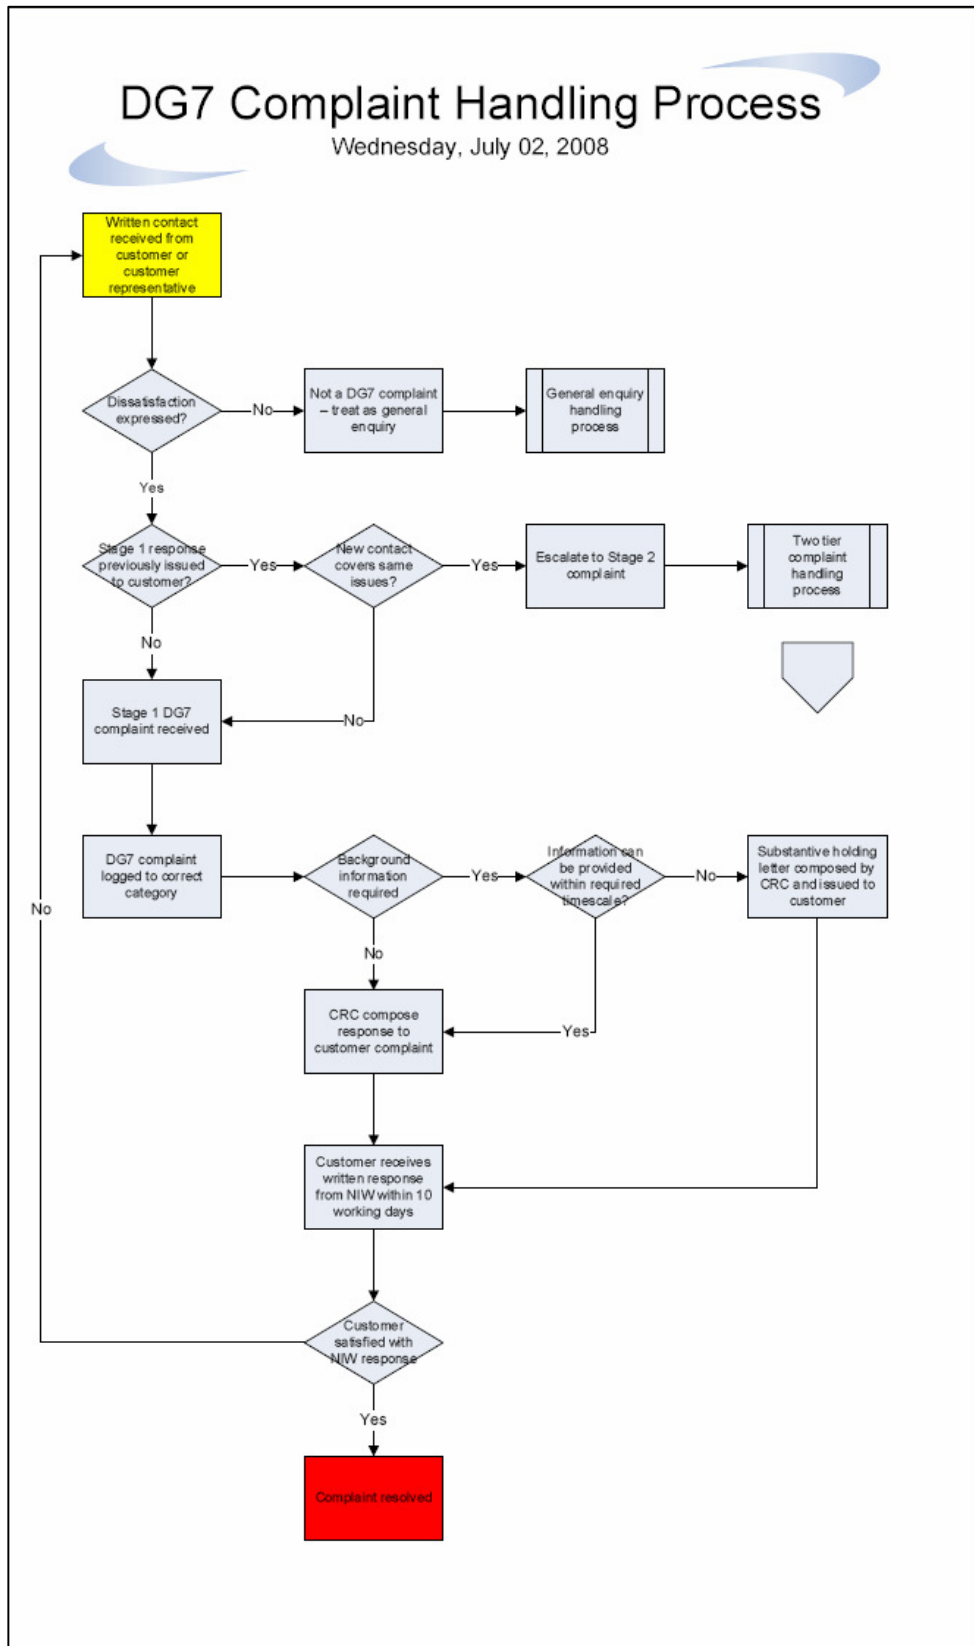 DG7 Complaint Handling Process
Wednesday, July 02, 2008
Written contact
received from
customer or
customer
representative
Dissatisfaction
expressed?
No
Not a DG7 complaint
– treat as general
enquiry
General enquiry
handling
process
Yes
Stage 1 response
previously issued
to customer?
Yes
New contact
covers same
issues?
Yes
Escalate to Stage 2
complaint
Two tier
complaint
handling
process
No
Stage 1 DG7
complaint received
No
DG7 complaint
logged to correct
category
Background
information
required
Yes
Information can
be provided
within required
timescale?
No
Substantive holding
letter composed by
CRC and issued to
customer
No
No
CRC compose
response to
customer complaint
Yes
Customer receives
written response
from NIW within 10
working days
Customer
satisfied with
NIW response
Yes
Complaint resolved